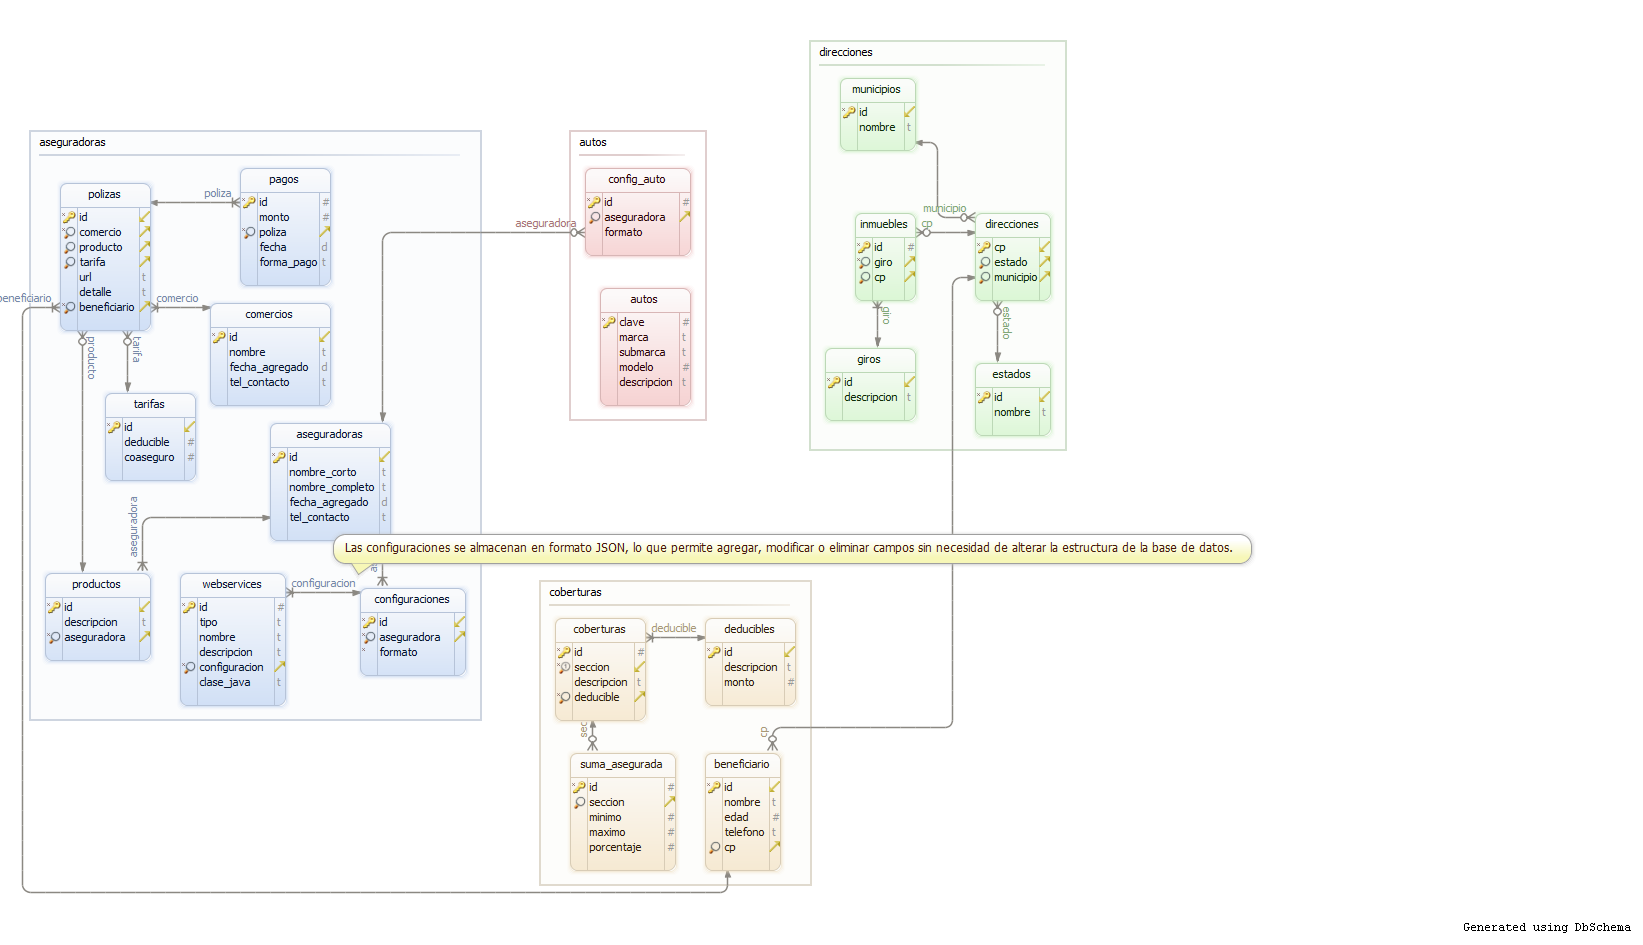 direcciones
municipios
id
nombre t
aseguradoras
autos
polizas
id
comercio
producto
tarifa
url t
detalle t
beneficiario
pagos
id #
monto #
poliza
fecha d
forma_pago t
poliza
config_auto
id #
aseguradora
formato
aseguradora
municipio
cp
inmuebles
id #
giro
cp
direcciones
cp
estado
municipio
beneficiario
comercio
comercios
id
nombre t
fecha_agregado d
tel_contacto t
autos
clave #
marca t
submarca t
modelo #
descripcion t
giro
estado
producto
tarifa
giros
id
descripcion t
estados
id
nombre t
tarifas
id
deducible #
coaseguro #
aseguradoras
id
nombre_corto t
nombre_completo t
fecha_agregado d
tel_contacto t
aseguradora
Las configuraciones se almacenan en formato JSON, lo que permite agregar, modificar o eliminar campos sin necesidad de alterar la estructura de la base de datos.
productos
id
descripcion t
aseguradora
webservices
id #
tipo t
nombre t
descripcion t
configuracion
clase_java t
configuracion
configuraciones
id
aseguradora
formato
coberturas
coberturas
id #
seccion
descripcion t
deducible
deducible
deducibles
id
descripcion t
monto #
sec
cp
suma_asegurada
id #
seccion
minimo #
maximo #
porcentaje #
beneficiario
id
nombre t
edad #
telefono t
cp
Generated using DbSchema